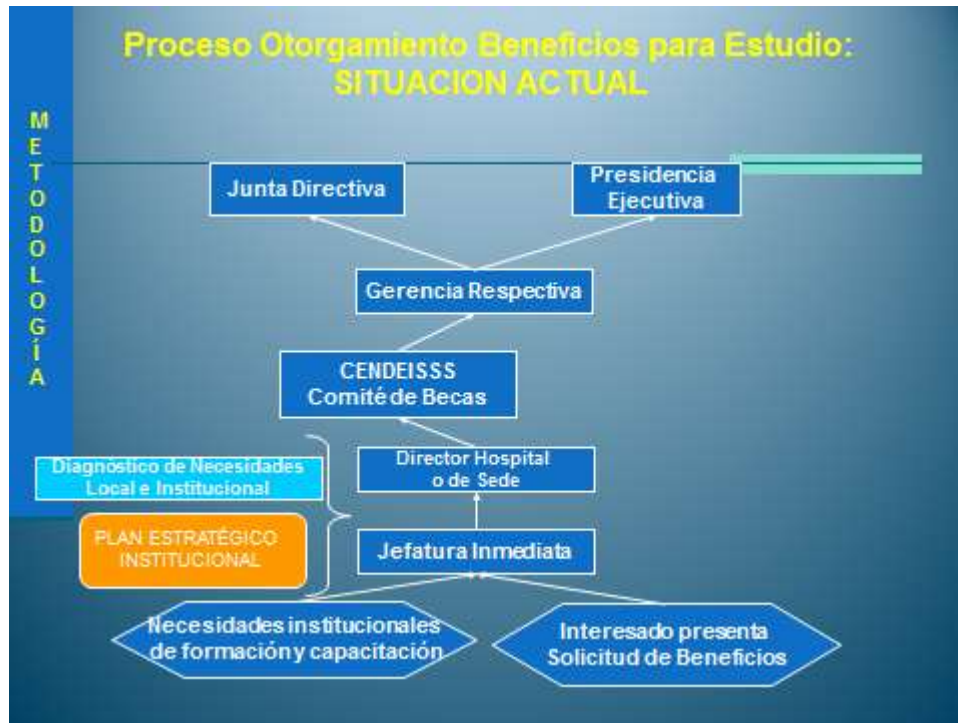 Proceso Otorgamiento Beneficios para Estudio:
SITUACION ACTUAL
METODOLOGÍA
Junta Directiva
Presidencia
Ejecutiva
Gerencia Respectiva
CENDEISSS
Comité de Becas
Director Hospital
o de Sede
Diagnóstico de Necesidades
Local e Institucional
PLAN ESTRATÉGICO
INSTITUCIONAL
Jefatura Inmediata
Necesidades institucionales
de formación y capacitación
Interesado presenta
Solicitud de Beneficios